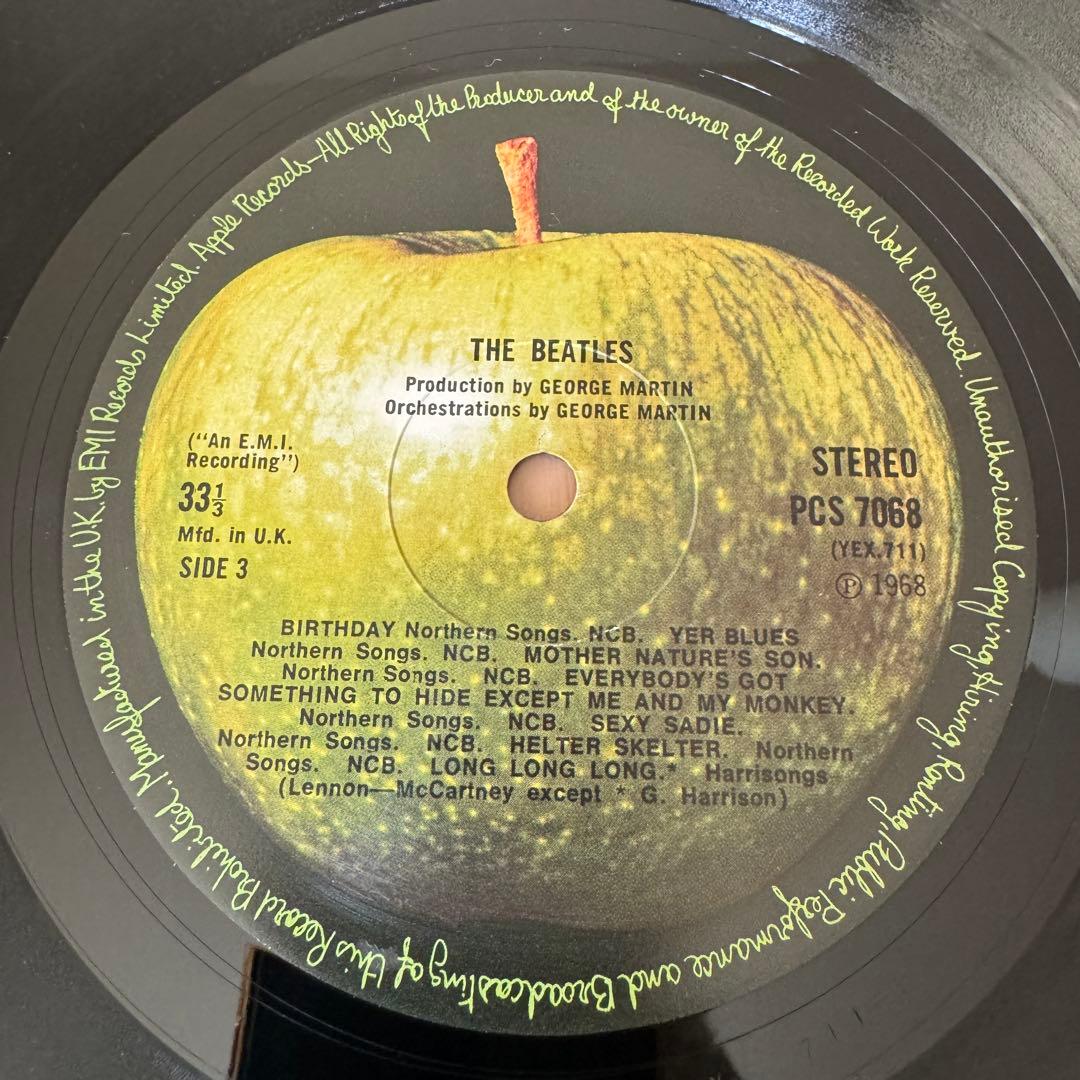 Manufactured in the U.K. by EMI Records Limited. Apple Records—All Rights of the Producer and of the owner of the Recorded Work Reserved. Unauthorised Copying, Hiring, Renting, Public Performance and Broadcasting of this Record Prohibited.
THE BEATLES
Production by GEORGE MARTIN
Orchestrations by GEORGE MARTIN
("An E.M.I.
Recording")
33⅓
Mfd. in U.K.
SIDE 3
STEREO
PCS 7068
(YEX.711)
℗ 1968
BIRTHDAY Northern Songs. NCB. YER BLUES
Northern Songs. NCB. MOTHER NATURE'S SON.
Northern Songs. NCB. EVERYBODY'S GOT
SOMETHING TO HIDE EXCEPT ME AND MY MONKEY.
Northern Songs. NCB. SEXY SADIE.
Northern Songs. NCB. HELTER SKELTER. Northern
Songs. NCB. LONG LONG LONG.* Harrisongs
(Lennon—McCartney except * G. Harrison)